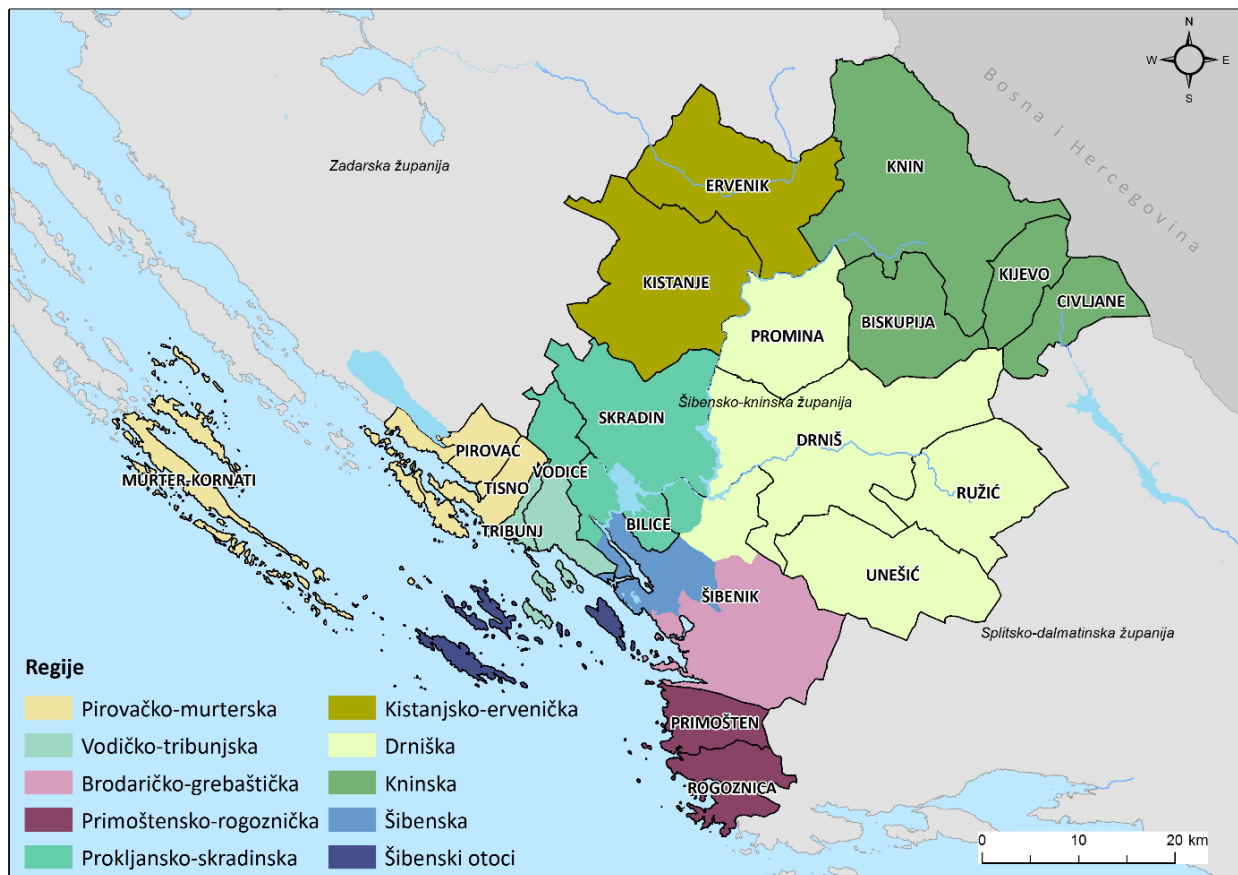 N
W E
S
Bosna i Hercegovina
Zadarska županija
KNIN
ERVENIK
KISTANJE
KIJEVO
CIVLJANE
BISKUPIJA
PROMINA
Šibensko-kninska županija
SKRADIN
DRNIŠ
PIROVAC
VODICE
MURTER-KORNATI
TISNO
RUŽIĆ
TRIBUNJ
BILICE
UNEŠIĆ
ŠIBENIK
Splitsko-dalmatinska županija
PRIMOŠTEN
ROGOZNICA
Regije
Pirovačko-murterska
Vodičko-tribunjska
Brodaričko-grebaštička
Primoštensko-rogoznička
Prokljansko-skradinska
Kistanjsko-ervenička
Drniška
Kninska
Šibenska
Šibenski otoci
0 10 20 km